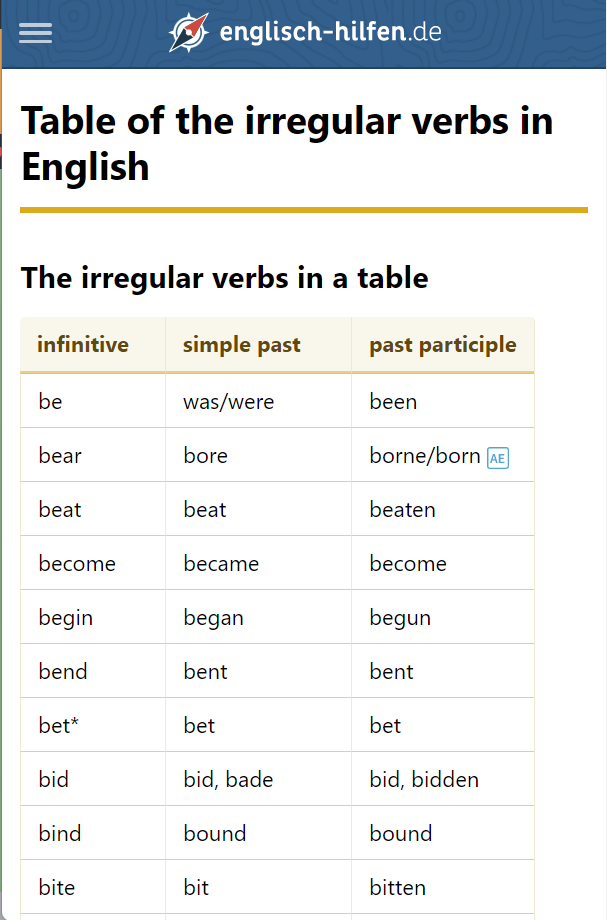 englisch-hilfen.de
Table of the irregular verbs in
English
The irregular verbs in a table
infinitive simple past past participle
be was/were been
bear bore borne/born AE
beat beat beaten
become became become
begin began begun
bend bent bent
bet* bet bet
bid bid, bade bid, bidden
bind bound bound
bite bit bitten